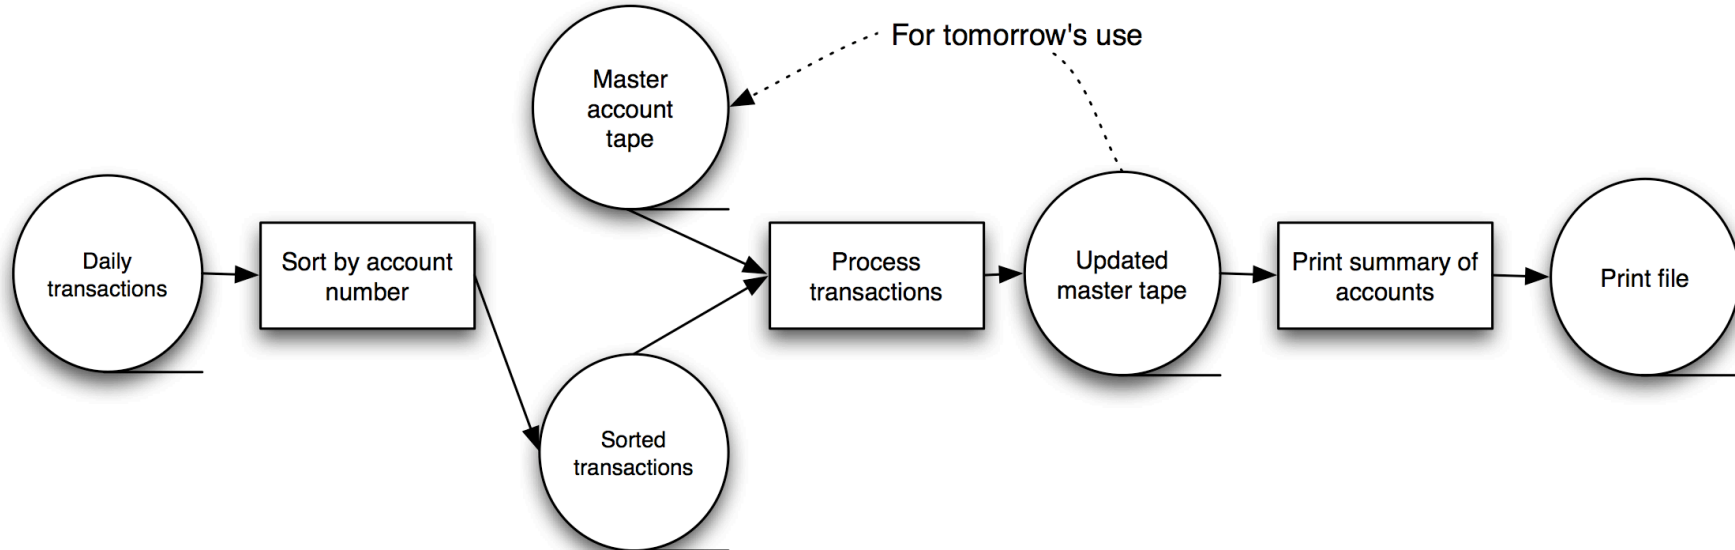 For tomorrow's use
Master
account
tape
Daily
transactions
Sort by account
number
Process
transactions
Updated
master tape
Print summary of
accounts
Print file
Sorted
transactions